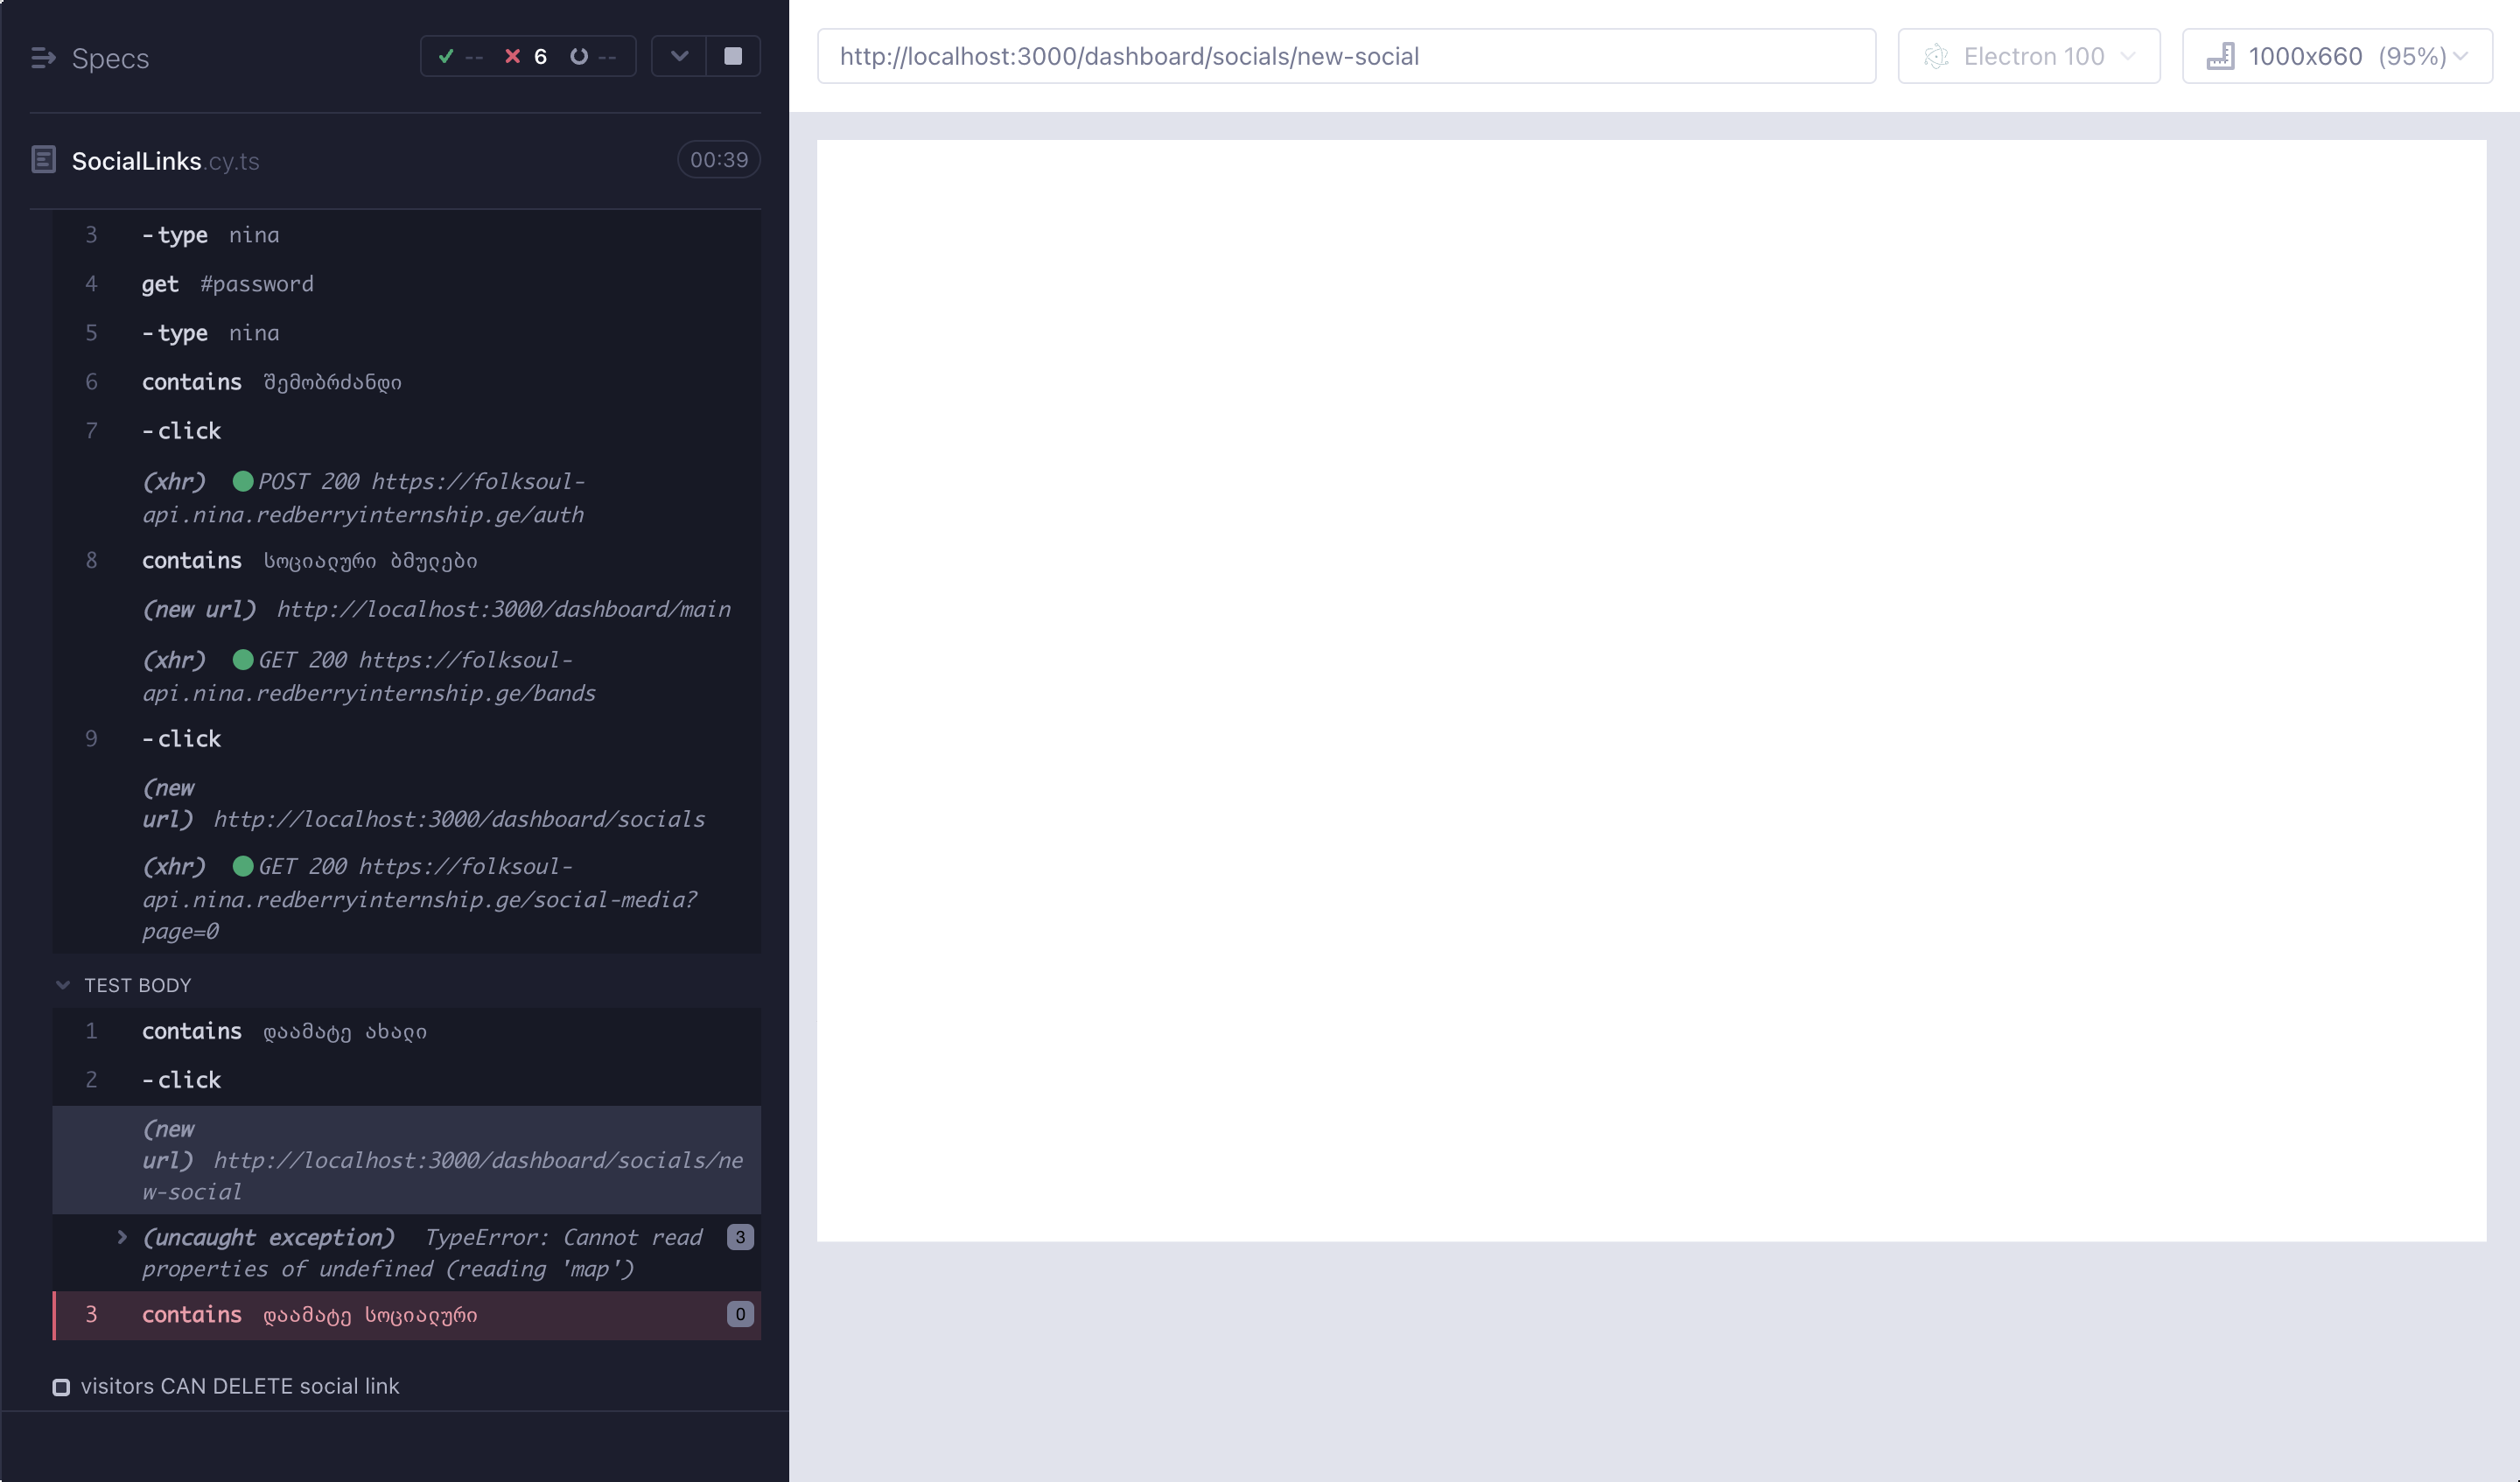 Specs
-- 6 --
SocialLinks.cy.ts 00:39
3 -type nina
4 get #password
5 -type nina
6 contains შემობრძანდი
7 -click
(xhr) POST 200 https://folksoul-
api.nina.redberryinternship.ge/auth
8 contains სოციალური ბმულები
(new url) http://localhost:3000/dashboard/main
(xhr) GET 200 https://folksoul-
api.nina.redberryinternship.ge/bands
9 -click
(new
url) http://localhost:3000/dashboard/socials
(xhr) GET 200 https://folksoul-
api.nina.redberryinternship.ge/social-media?
page=0
TEST BODY
1 contains დაამატე ახალი
2 -click
(new
url) http://localhost:3000/dashboard/socials/ne
w-social
(uncaught exception) TypeError: Cannot read 3
properties of undefined (reading 'map')
3 contains დაამატე სოციალური 0
visitors CAN DELETE social link
http://localhost:3000/dashboard/socials/new-social
Electron 100
1000x660 (95%)